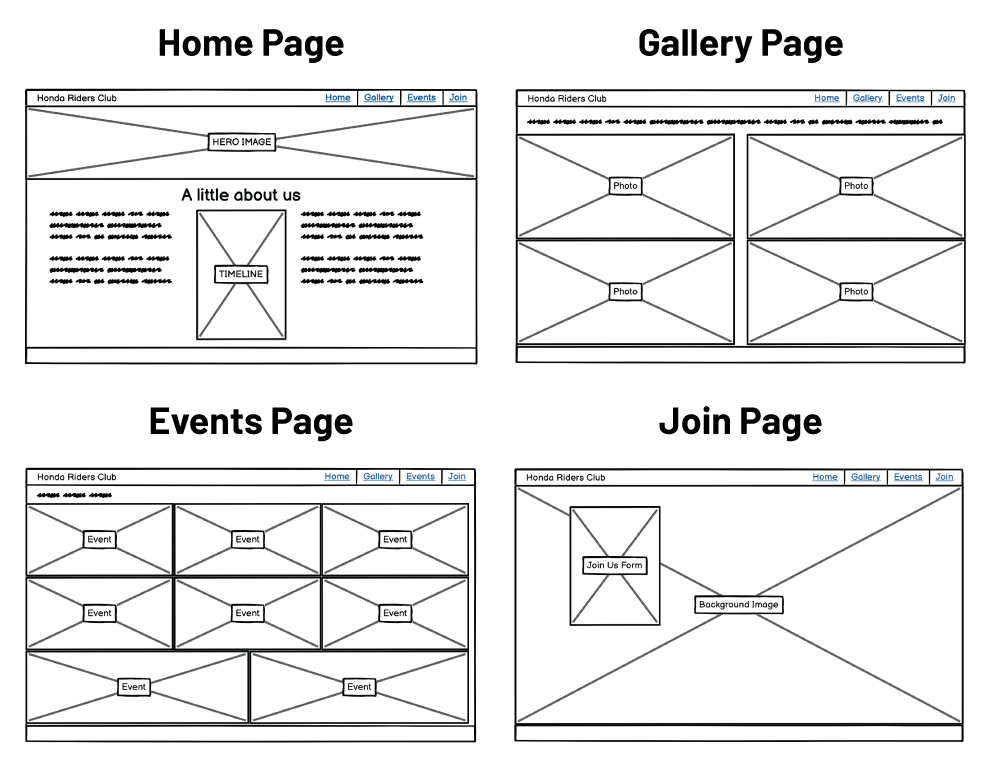 Home Page
Gallery Page
Honda Riders Club Home Gallery Events Join
HERO IMAGE
A little about us
TIMELINE
Honda Riders Club Home Gallery Events Join
Photo Photo
Photo Photo
Events Page
Join Page
Honda Riders Club Home Gallery Events Join
Event Event Event
Event Event Event
Event Event
Honda Riders Club Home Gallery Events Join
Join Us Form
Background Image